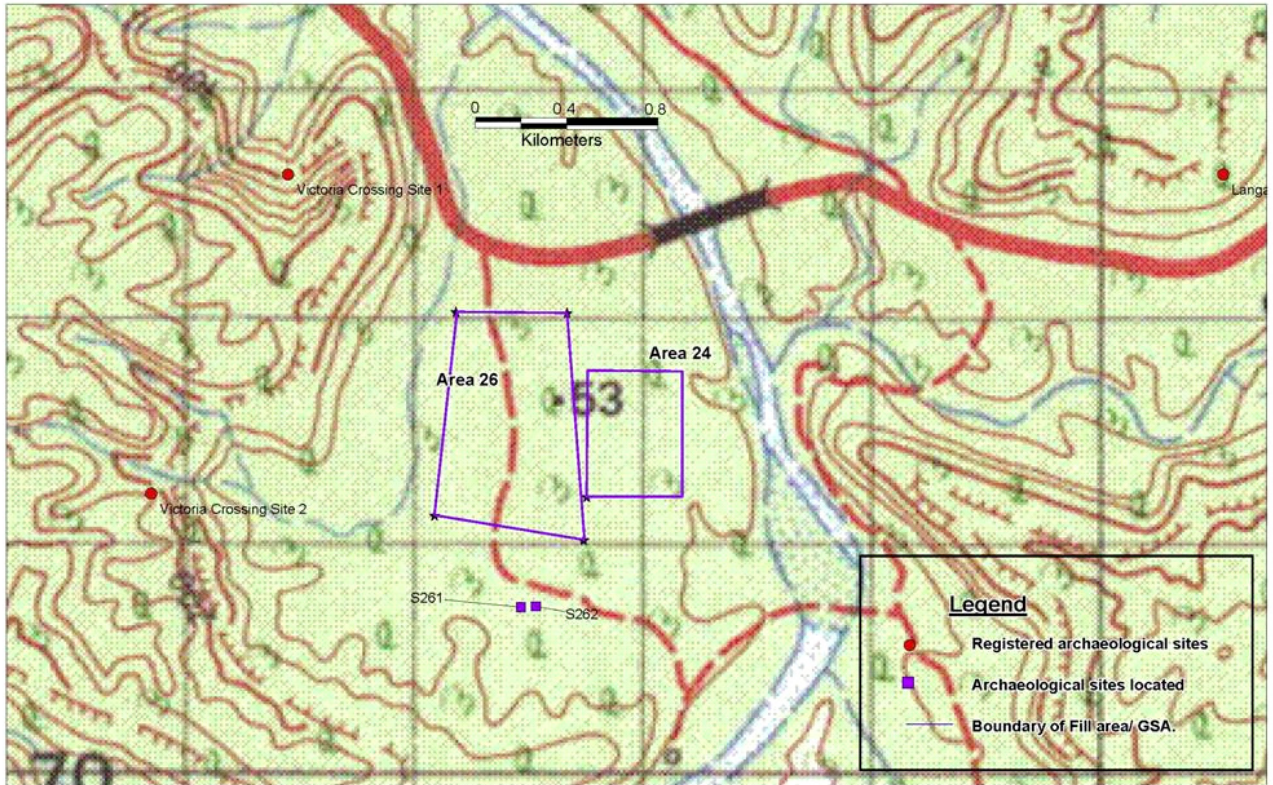 0 0 4 0.8
Kilometers
Victoria Crossing Site 1
Langa
Area 24
Area 26
53
Victoria Crossing Site 2
S261
S262
Legend
Registered archaeological sites
Archaeological sites located
Boundary of Fill area/ GSA.
70